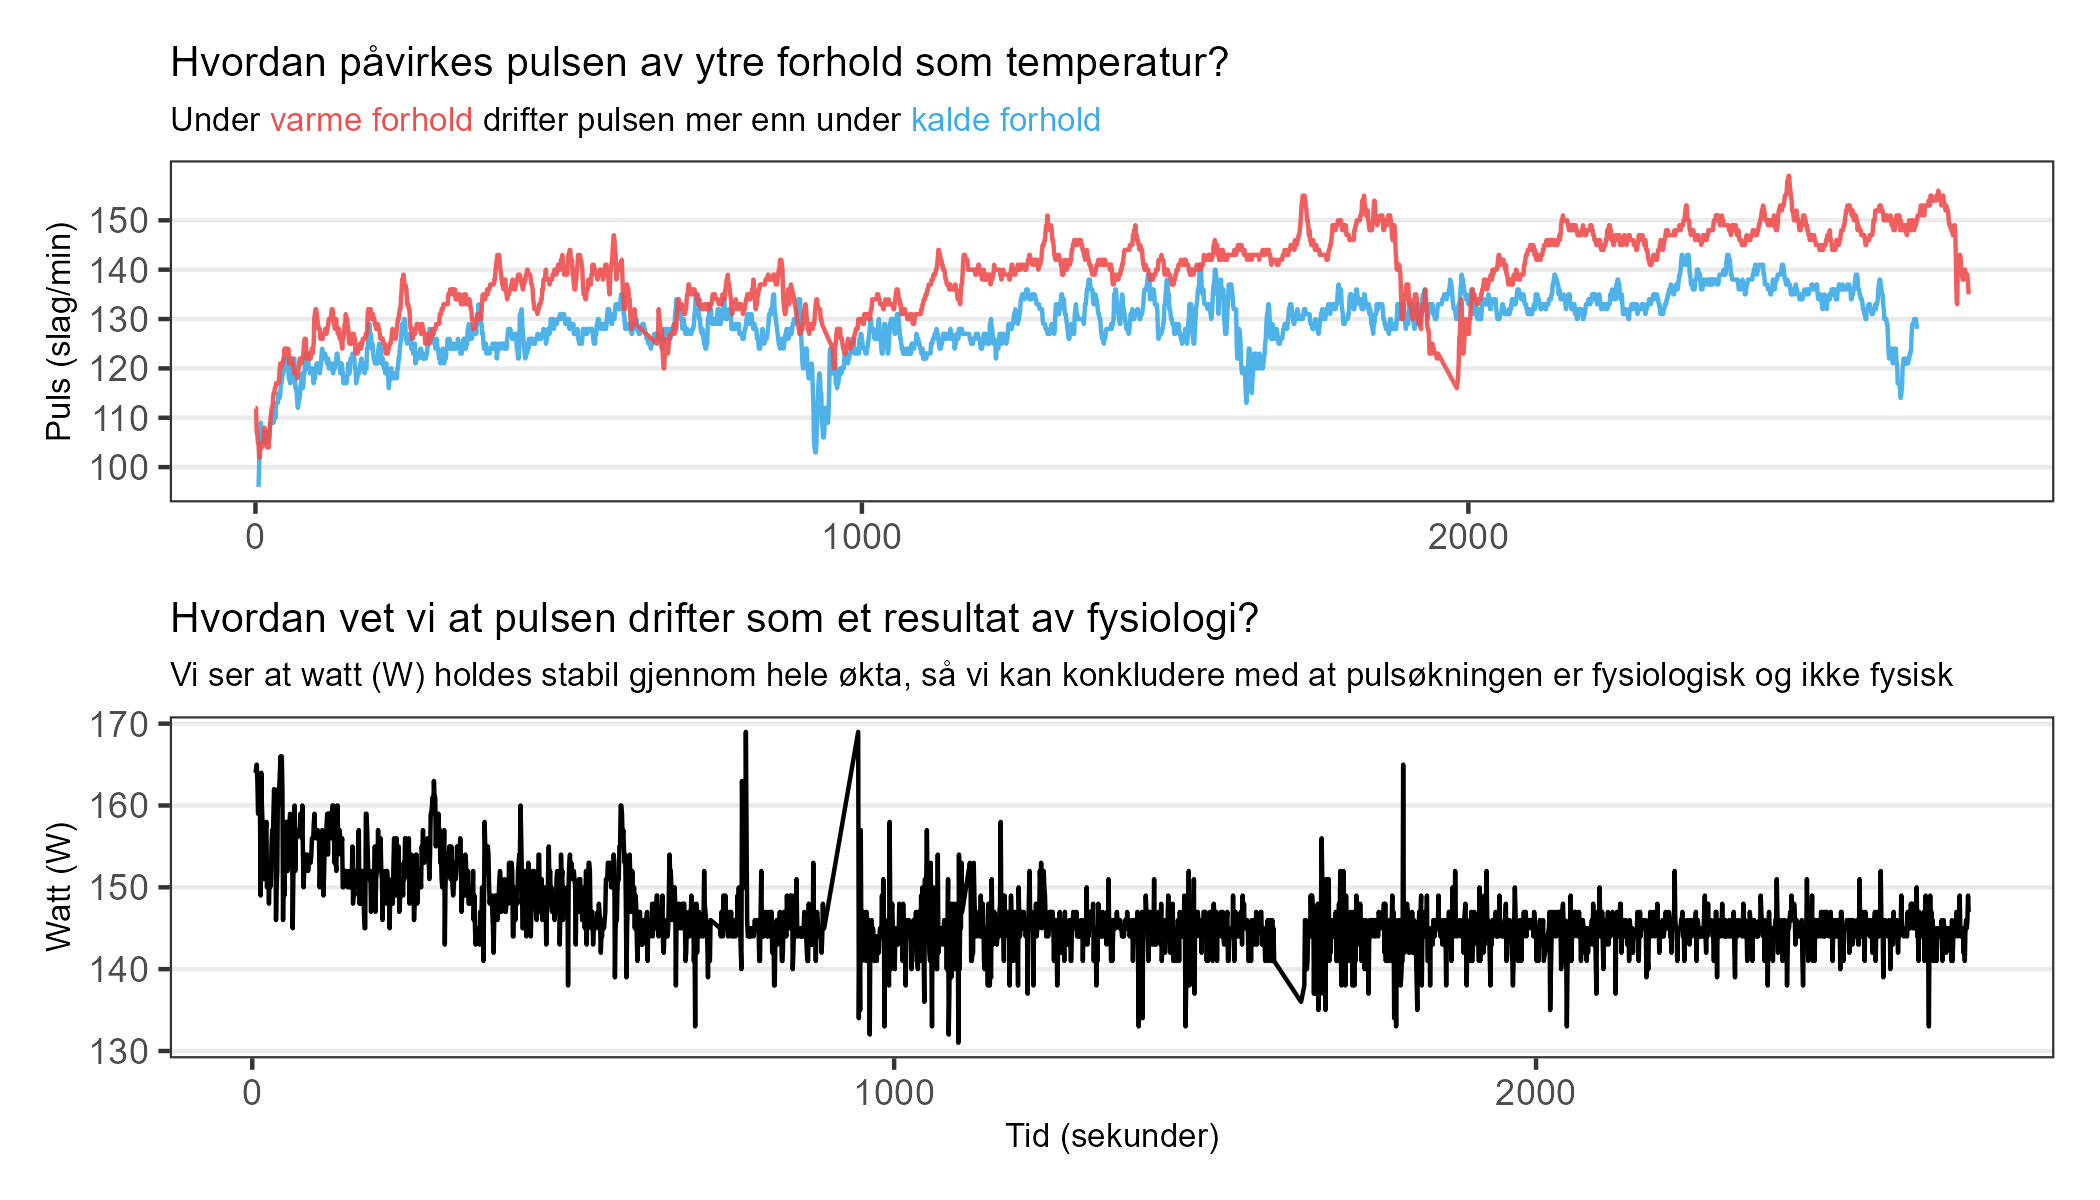 Hvordan påvirkes pulsen av ytre forhold som temperatur?
Under varme forhold drifter pulsen mer enn under kalde forhold
Puls (slag/min)
150
140
130
120
110
100
0 1000 2000
Hvordan vet vi at pulsen drifter som et resultat av fysiologi?
Vi ser at watt (W) holdes stabil gjennom hele økta, så vi kan konkludere med at pulsøkningen er fysiologisk og ikke fysisk
Watt (W)
170
160
150
140
130
0 1000 2000
Tid (sekunder)